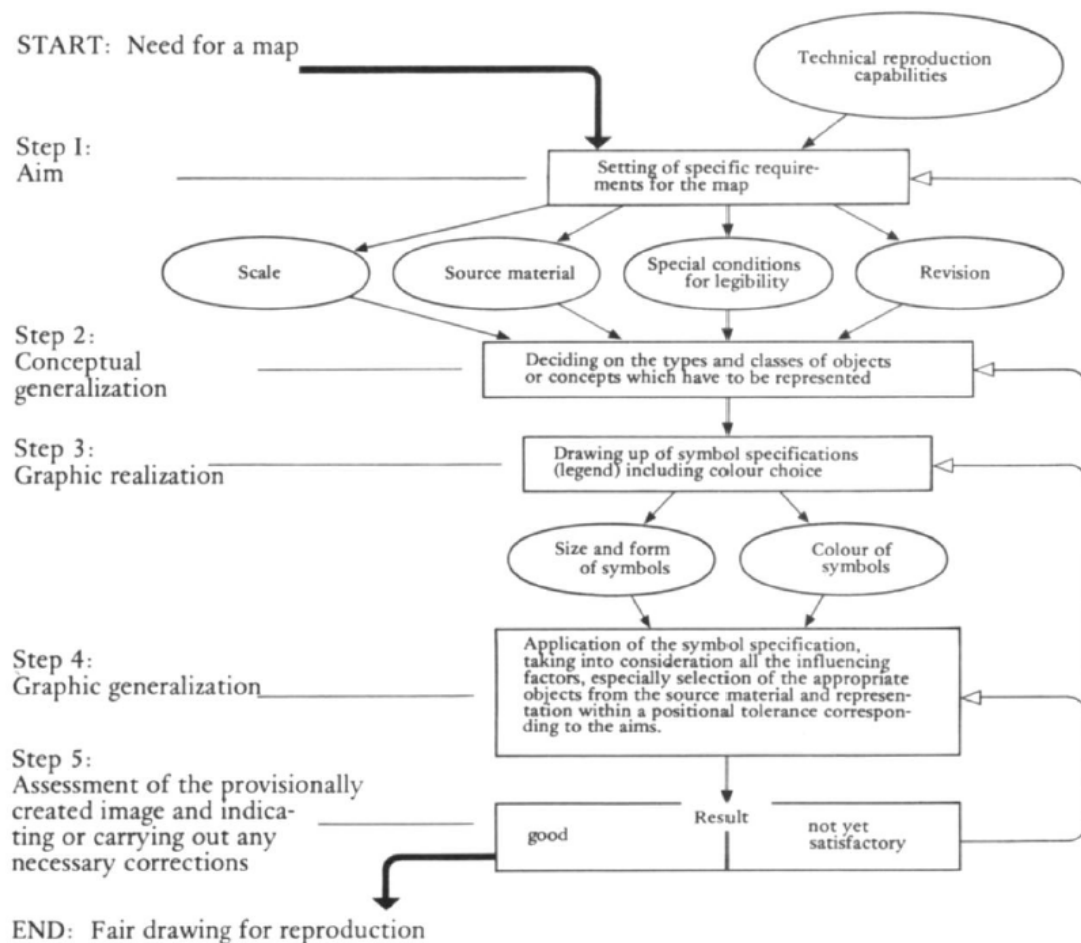 START: Need for a map
Technical reproduction
capabilities
Step I:
Aim
Setting of specific require-
ments for the map
Scale
Source material
Special conditions
for legibility
Revision
Step 2:
Conceptual
generalization
Deciding on the types and classes of objects
or concepts which have to be represented
Step 3:
Graphic realization
Drawing up of symbol specifications
(legend) including colour choice
Size and form
of symbols
Colour of
symbols
Step 4:
Graphic generalization
Application of the symbol specification,
taking into consideration all the influencing
factors, especially selection of the appropriate
objects from the source material and represen-
tation within a positional tolerance correspon-
ding to the aims.
Step 5:
Assessment of the provisionally
created image and indica-
ting or carrying out any
necessary corrections
Result
good
not yet
satisfactory
END: Fair drawing for reproduction